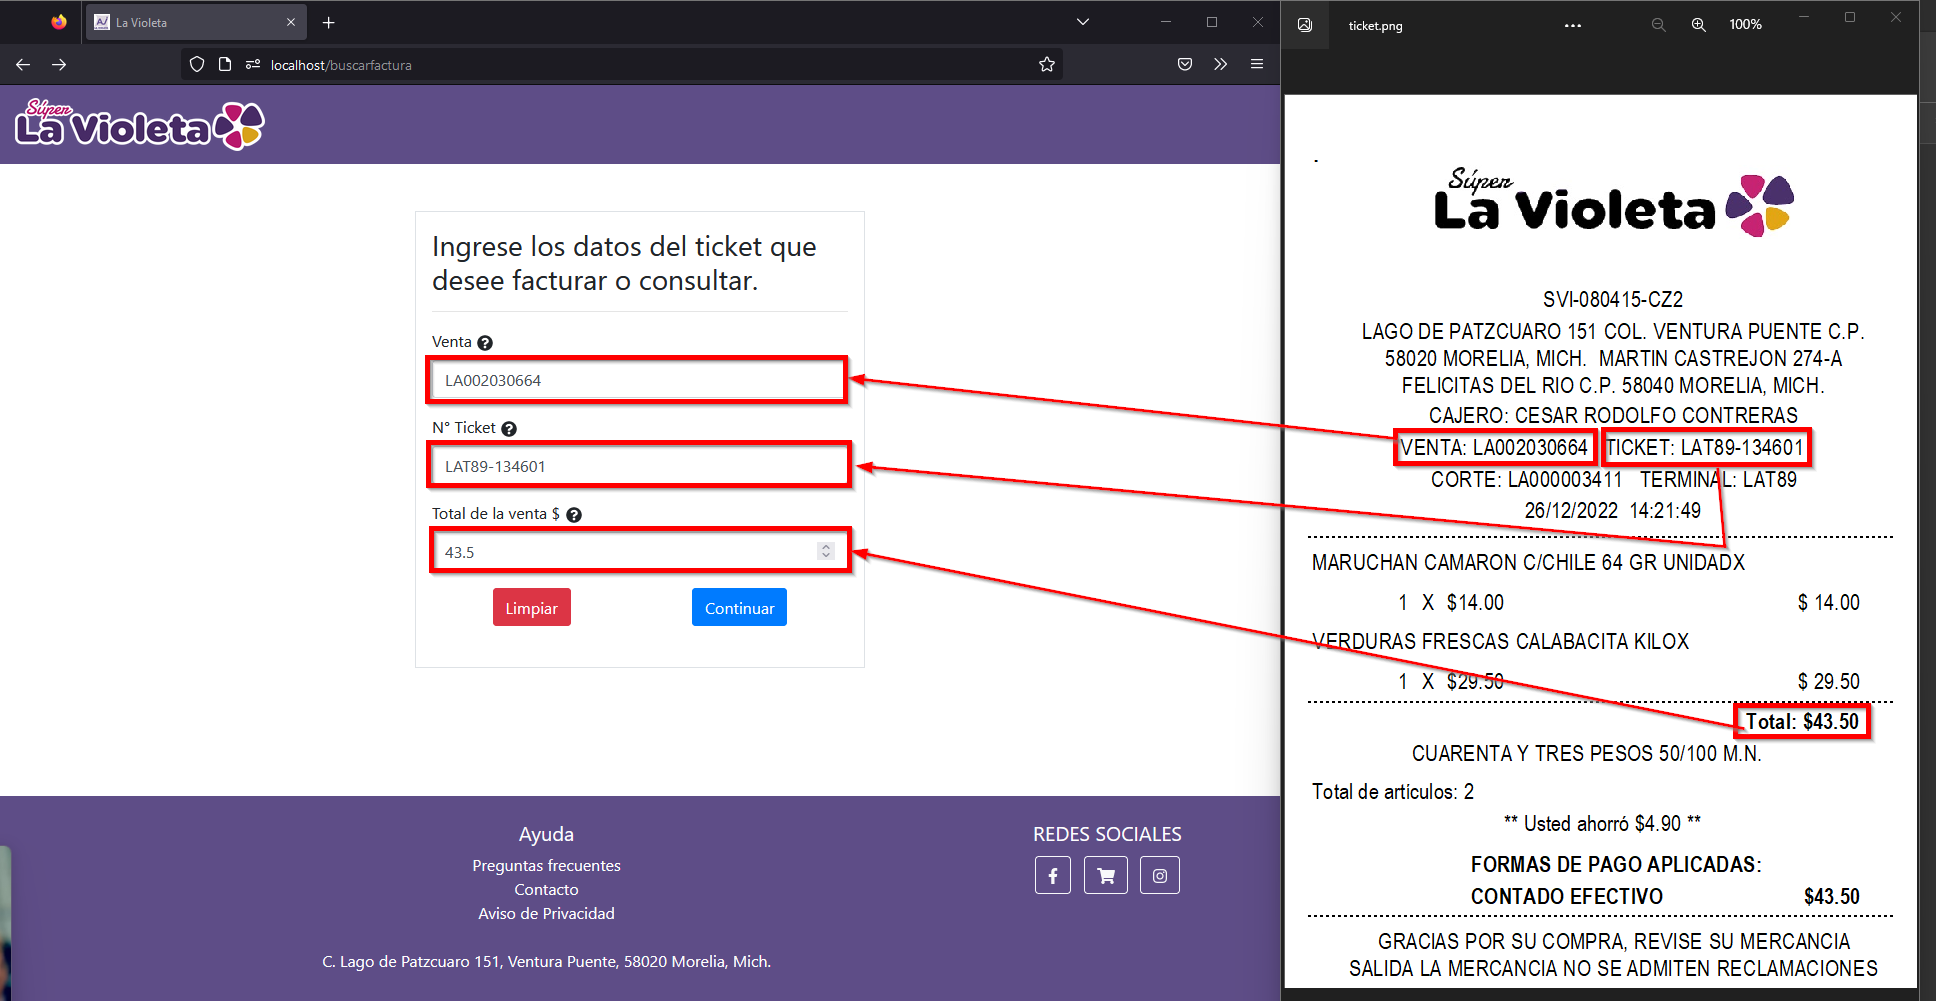 La Violeta
localhost/buscarfactura
Súper
La Violeta
Ingrese los datos del ticket que
desee facturar o consultar.
Venta
LA002030664
N° Ticket
LAT89-134601
Total de la venta $
43.5
Limpiar
Continuar
Ayuda
Preguntas frecuentes
Contacto
Aviso de Privacidad
C. Lago de Patzcuaro 151, Ventura Puente, 58020 Morelia, Mich.
REDES SOCIALES
ticket.png
100%
Súper
La Violeta
SVI-080415-CZ2
LAGO DE PATZCUARO 151 COL. VENTURA PUENTE C.P.
58020 MORELIA, MICH. MARTIN CASTREJON 274-A
FELICITAS DEL RIO C.P. 58040 MORELIA, MICH.
CAJERO: CESAR RODOLFO CONTRERAS
VENTA: LA002030664 TICKET: LAT89-134601
CORTE: LA000003411 TERMINAL: LAT89
26/12/2022 14:21:49
MARUCHAN CAMARON C/CHILE 64 GR UNIDADX
1 X $14.00 $ 14.00
VERDURAS FRESCAS CALABACITA KILOX
1 X $29.50 $ 29.50
Total: $43.50
CUARENTA Y TRES PESOS 50/100 M.N.
Total de articulos: 2
** Usted ahorró $4.90 **
FORMAS DE PAGO APLICADAS:
CONTADO EFECTIVO $43.50
GRACIAS POR SU COMPRA, REVISE SU MERCANCIA
SALIDA LA MERCANCIA NO SE ADMITEN RECLAMACIONES